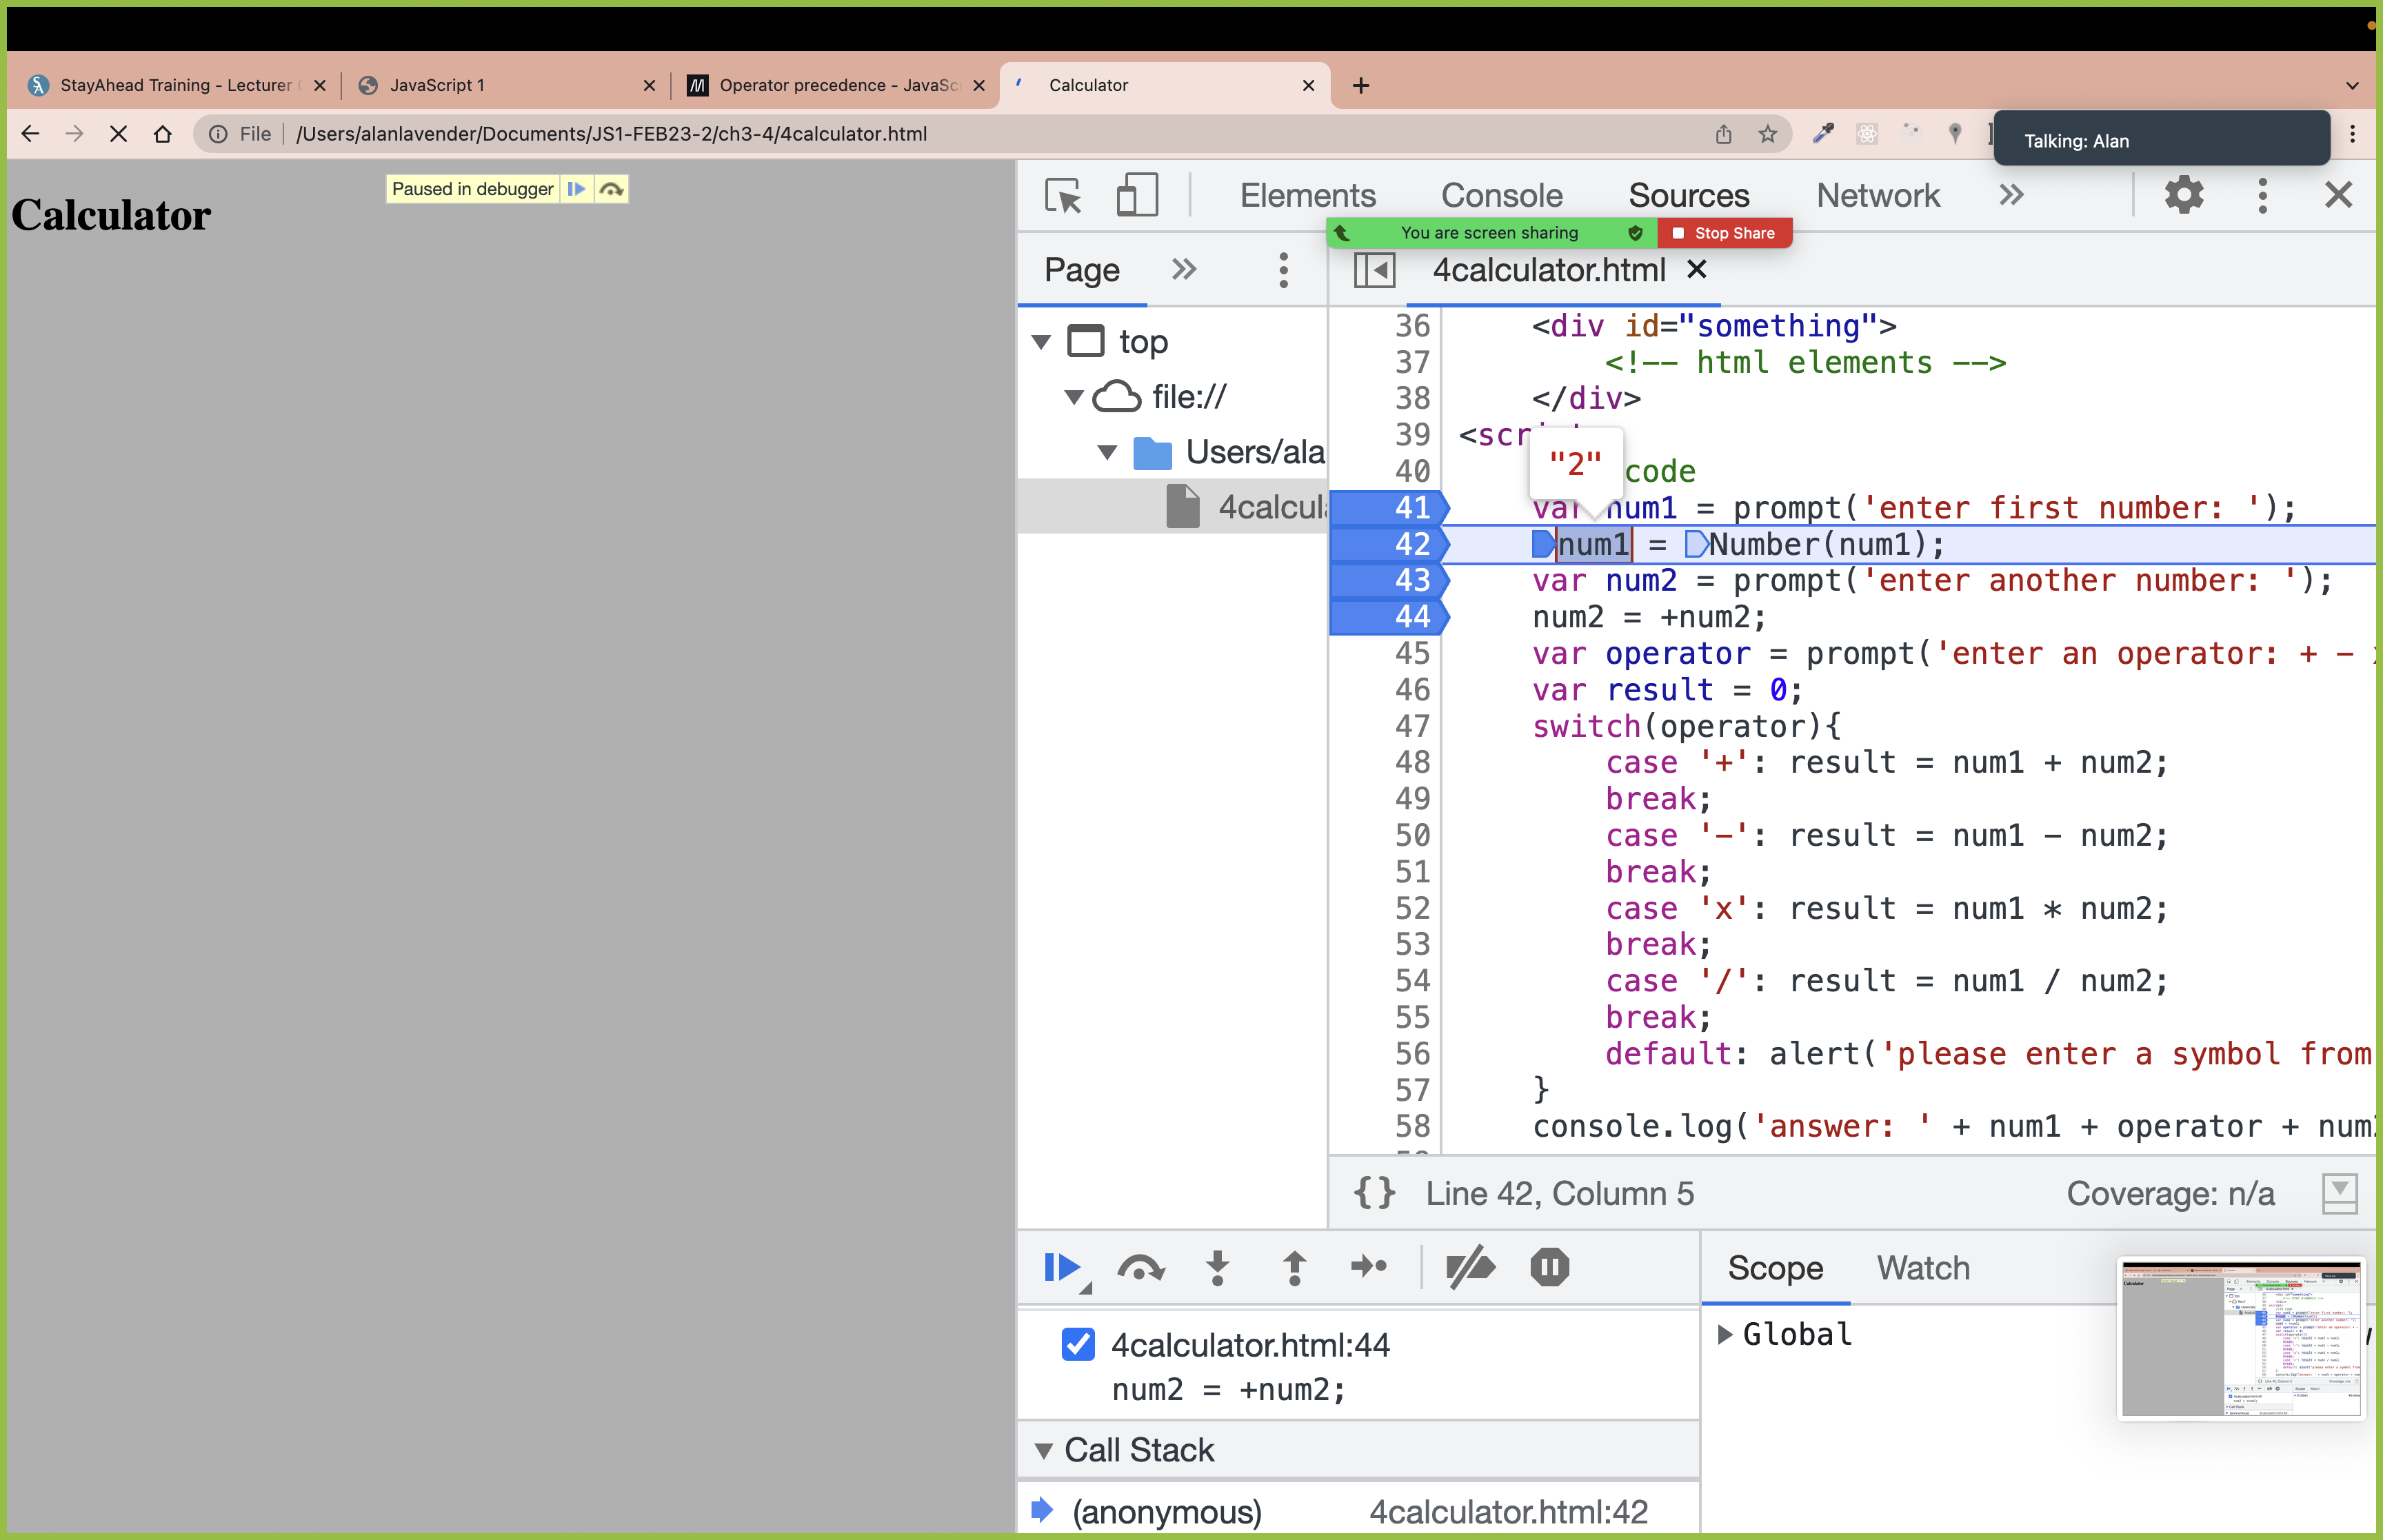 StayAhead Training - Lecturer
JavaScript 1
Operator precedence - JavaSc
Calculator
File
/Users/alanlavender/Documents/JS1-FEB23-2/ch3-4/4calculator.html
Talking: Alan
Calculator
Paused in debugger
Elements
Console
Sources
Network
You are screen sharing
Stop Share
Page
4calculator.html
top
file://
Users/ala
4calcul
36 <div id="something">
37 <!-- html elements -->
38 </div>
39 <scri
"2"
40 code
41 var num1 = prompt('enter first number: ');
42 num1 = Number(num1);
43 var num2 = prompt('enter another number: ');
44 num2 = +num2;
45 var operator = prompt('enter an operator: + - x
46 var result = 0;
47 switch(operator){
48 case '+': result = num1 + num2;
49 break;
50 case '-': result = num1 - num2;
51 break;
52 case 'x': result = num1 * num2;
53 break;
54 case '/': result = num1 / num2;
55 break;
56 default: alert('please enter a symbol from
57 }
58 console.log('answer: ' + num1 + operator + num2
{} Line 42, Column 5
Coverage: n/a
Scope
Watch
4calculator.html:44
num2 = +num2;
Global
Call Stack
(anonymous)
4calculator.html:42